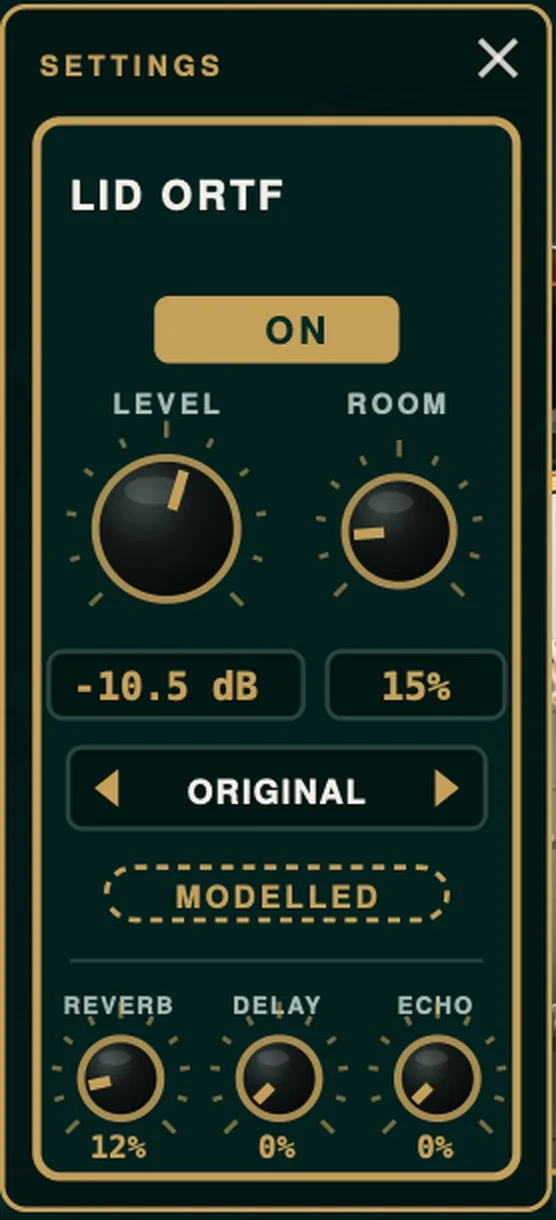 SETTINGS
LID ORTF
ON
LEVEL ROOM
-10.5 dB 15%
ORIGINAL
MODELLED
REVERB DELAY ECHO
12% 0% 0%